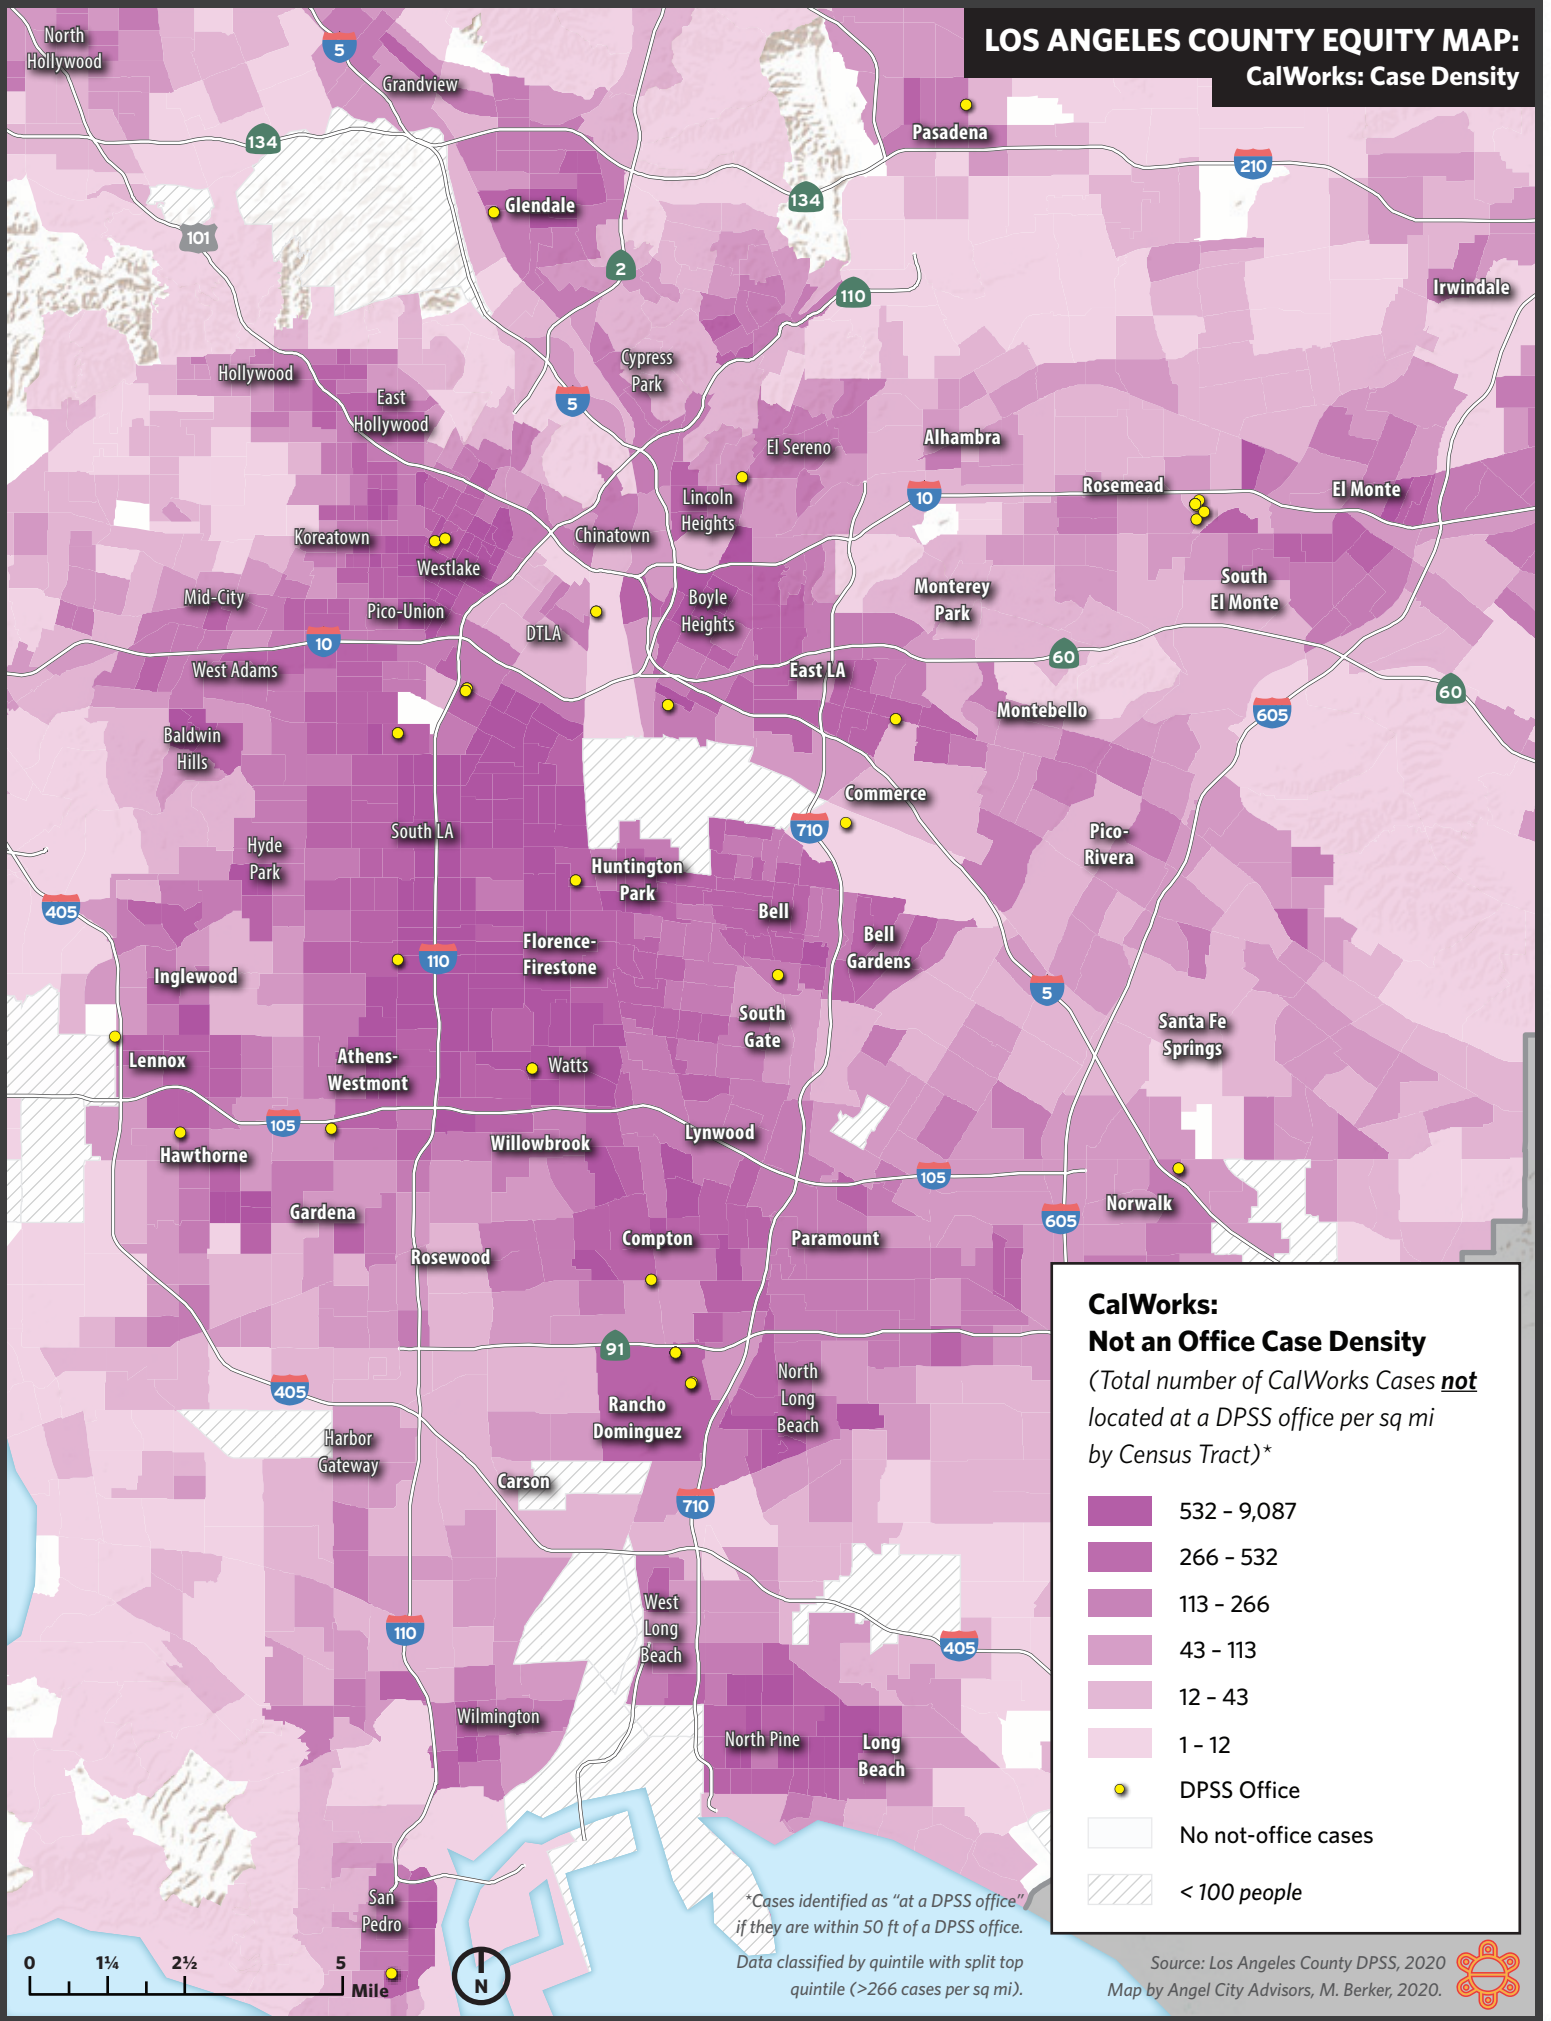 LOS ANGELES COUNTY EQUITY MAP:
CalWorks: Case Density
North
Hollywood
5
Grandview
134
Pasadena
210
134
Glendale
101
2
110
Irwindale
Hollywood
Cypress
Park
East
Hollywood
5
El Sereno
Alhambra
Rosemead
El Monte
10
Lincoln
Heights
Koreatown
Chinatown
Westlake
South
El Monte
Monterey
Park
Mid-City
Pico-Union
Boyle
Heights
DTLA
10
West Adams
East LA
60
60
Montebello
605
Baldwin
Hills
Commerce
710
South LA
Pico-
Rivera
Hyde
Park
Huntington
Park
405
Bell
Bell
Gardens
Florence-
Firestone
110
Inglewood
5
South
Gate
Santa Fe
Springs
Lennox
Athens-
Westmont
Watts
105
Willowbrook
Lynwood
Hawthorne
105
Norwalk
Gardena
605
Rosewood
Compton
Paramount
91
North
Long
Beach
405
Rancho
Dominguez
Harbor
Gateway
Carson
710
West
Long
Beach
110
405
Wilmington
North Pine
Long
Beach
San
Pedro
CalWorks:
Not an Office Case Density
(Total number of CalWorks Cases not
located at a DPSS office per sq mi
by Census Tract)*
532 – 9,087
266 – 532
113 – 266
43 – 113
12 – 43
1 – 12
DPSS Office
No not-office cases
< 100 people
*Cases identified as “at a DPSS office”
if they are within 50 ft of a DPSS office.
Data classified by quintile with split top
quintile (>266 cases per sq mi).
0 1¼ 2½ 5
Mile
N
Source: Los Angeles County DPSS, 2020
Map by Angel City Advisors, M. Berker, 2020.